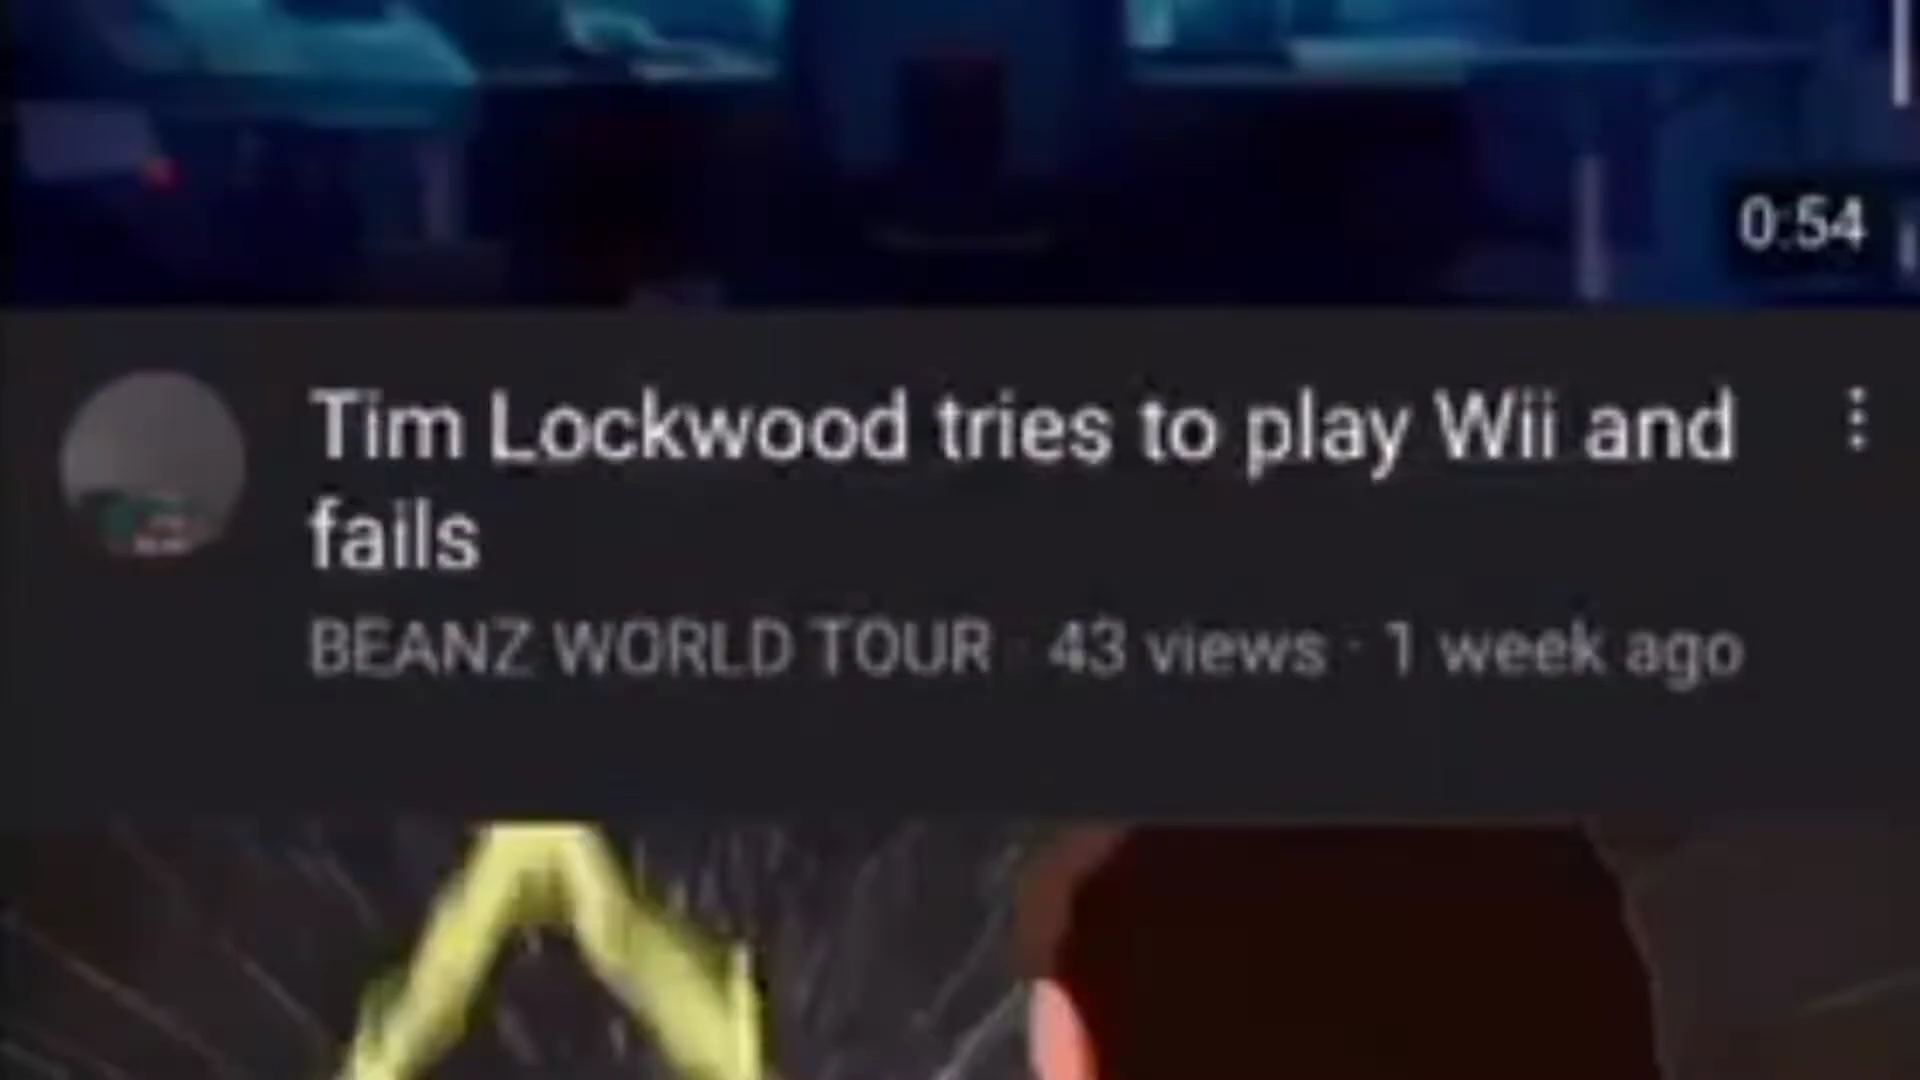 0:54
Tim Lockwood tries to play Wii and
fails
BEANZ WORLD TOUR · 43 views · 1 week ago